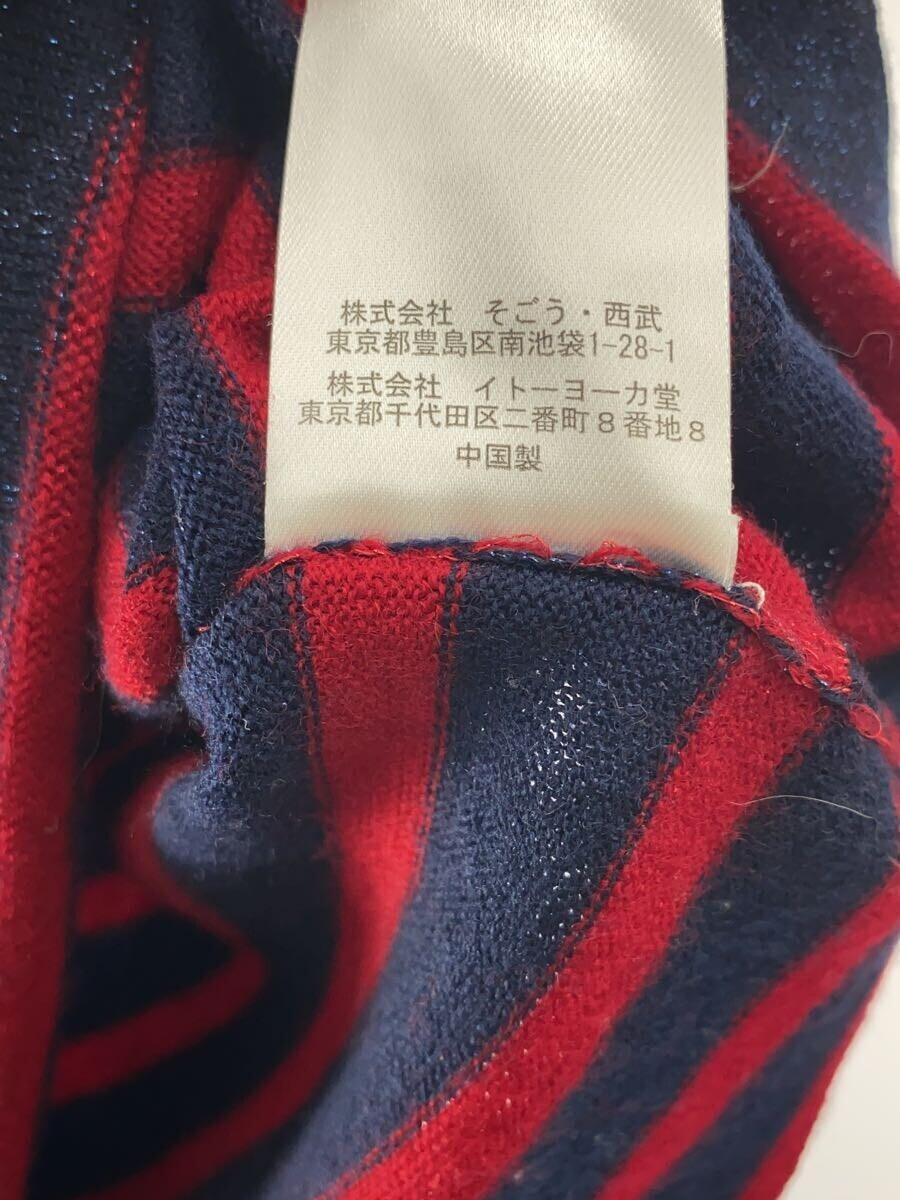 株式会社　そごう・西武
東京都豊島区南池袋1-28-1
株式会社　イトーヨーカ堂
東京都千代田区二番町８番地８
中国製